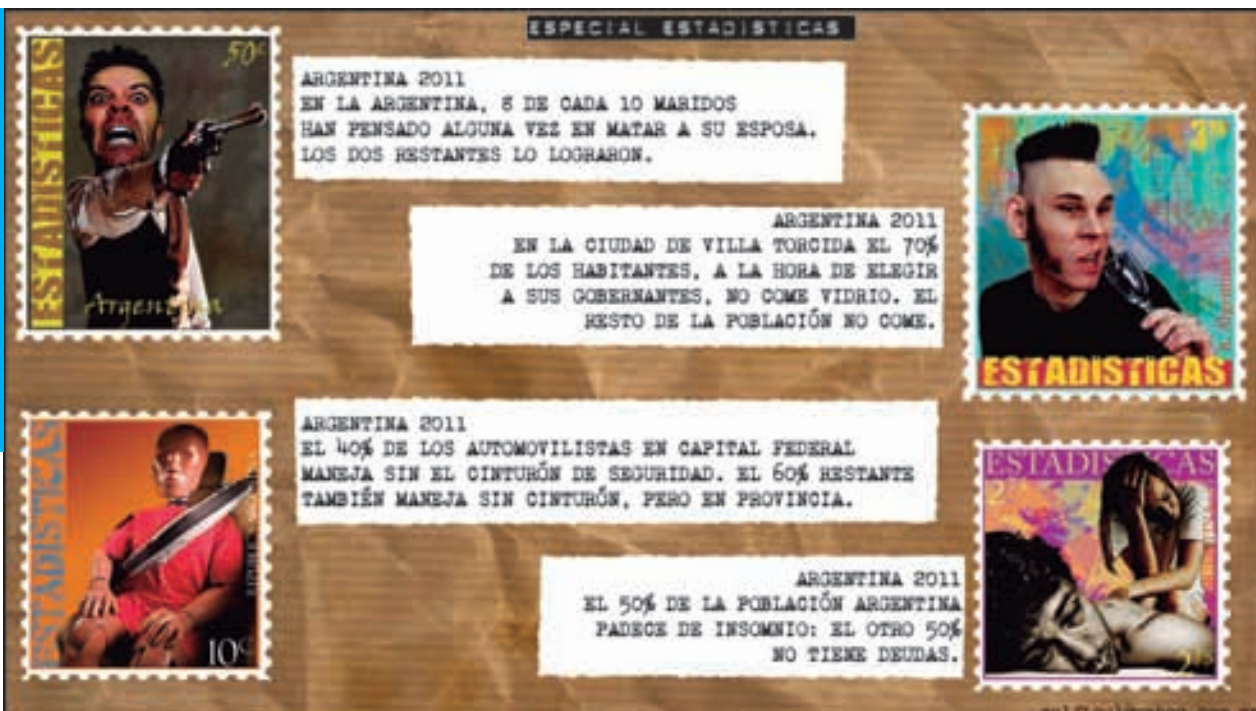 ESPECIAL ESTADÍSTICAS
ESTADISTICAS
50c
Argentina
ARGENTINA 2011
EN LA ARGENTINA, 8 DE CADA 10 MARIDOS
HAN PENSADO ALGUNA VEZ EN MATAR A SU ESPOSA.
LOS DOS RESTANTES LO LOGRARON.
ARGENTINA 2011
EN LA CIUDAD DE VILLA TORCIDA EL 70%
DE LOS HABITANTES, A LA HORA DE ELEGIR
A SUS GOBERNANTES, NO COME VIDRIO. EL
RESTO DE LA POBLACIÓN NO COME.
ESTADISTICAS
ARGENTINA 2011
EL 40% DE LOS AUTOMOVILISTAS EN CAPITAL FEDERAL
MANEJA SIN EL CINTURÓN DE SEGURIDAD. EL 60% RESTANTE
TAMBIÉN MANEJA SIN CINTURÓN, PERO EN PROVINCIA.
ESTADISTICAS
10c
ESTADISTICAS
ARGENTINA 2011
EL 50% DE LA POBLACIÓN ARGENTINA
PADECE DE INSOMNIO: EL OTRO 50%
NO TIENE DEUDAS.